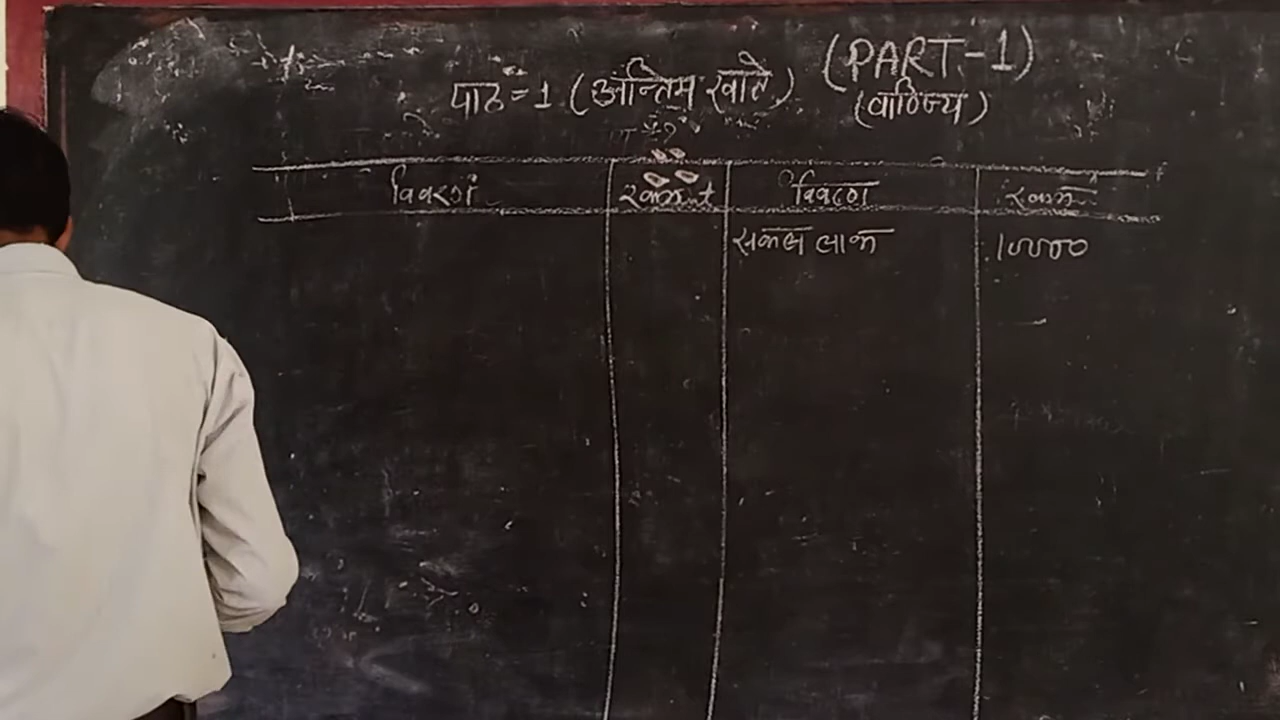 (PART-1)
पाठ = 1 (अन्तिम खाते)
(वाणिज्य)
विवरण रकम विवरण रकम
सकल लाभ 10000